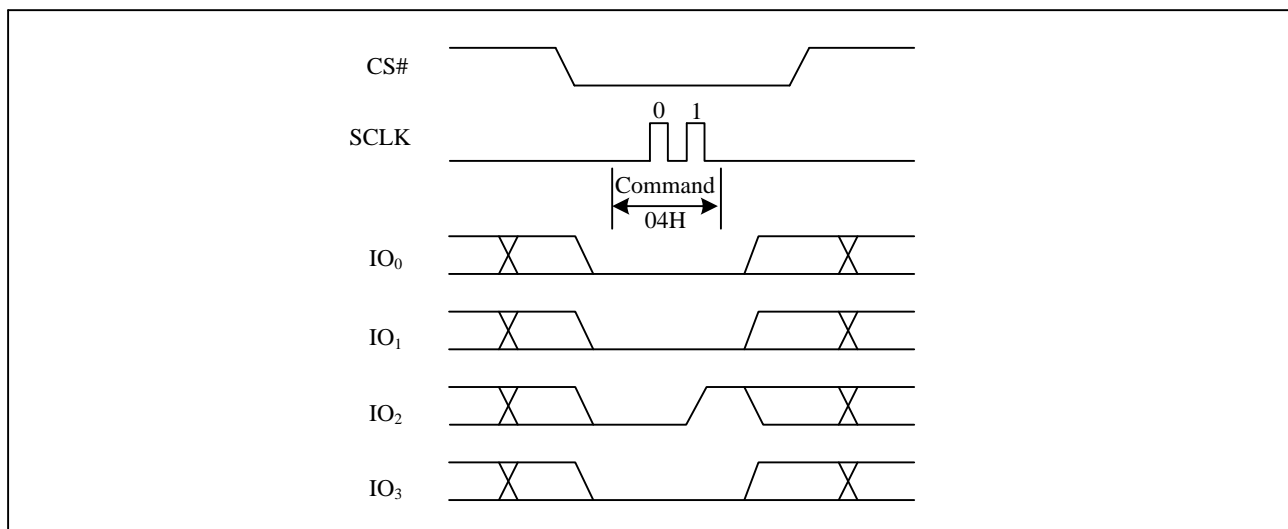 CS#
0 1
SCLK
Command
04H
IO₀
IO₁
IO₂
IO₃